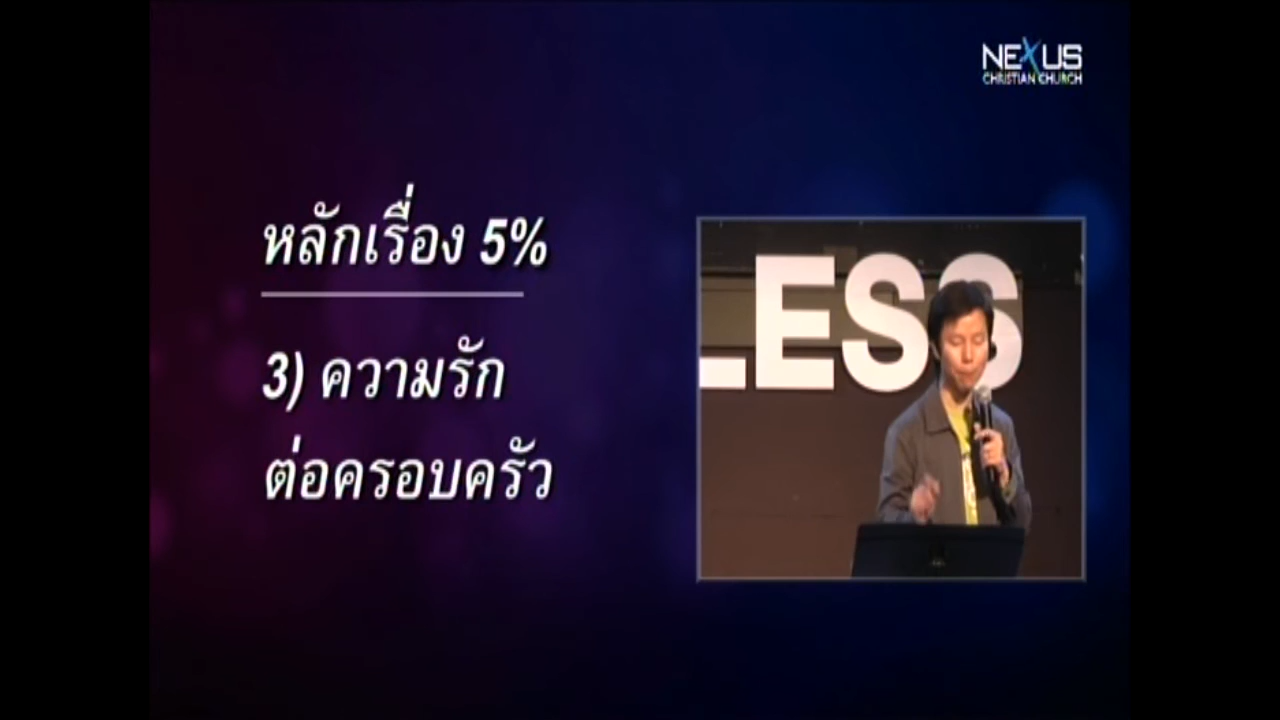 NEXUS
CHRISTIAN CHURCH
หลักเรื่อง 5%
3) ความรัก
ต่อครอบครัว
LESS